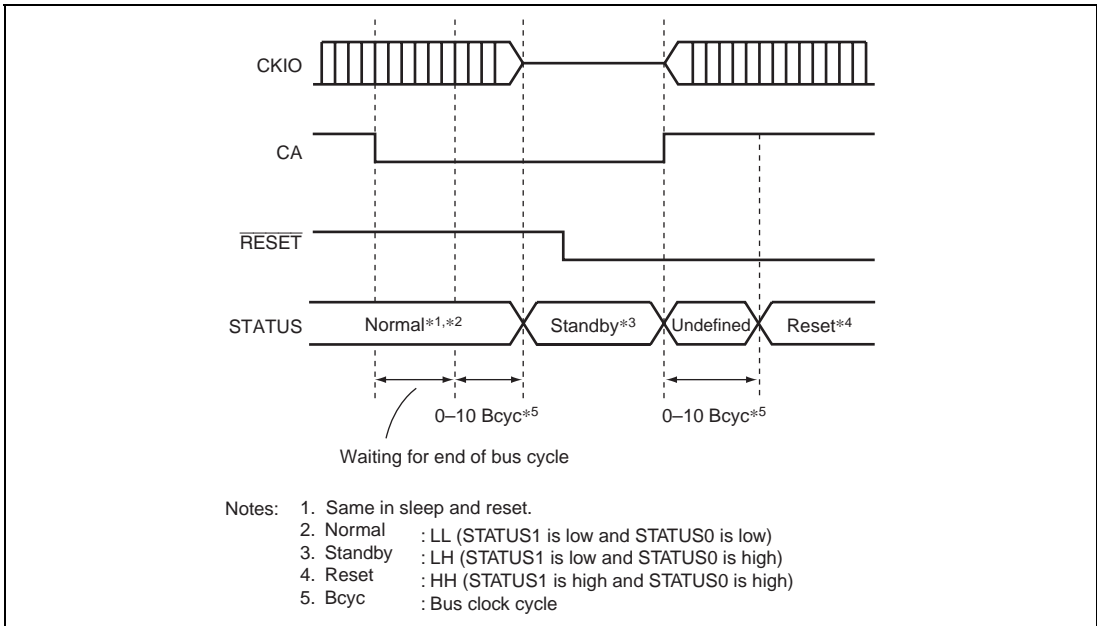 CKIO
CA
RESET
STATUS
Normal*1,*2
Standby*3
Undefined
Reset*4
0–10 Bcyc*5
0–10 Bcyc*5
Waiting for end of bus cycle
Notes: 1. Same in sleep and reset.
2. Normal : LL (STATUS1 is low and STATUS0 is low)
3. Standby : LH (STATUS1 is low and STATUS0 is high)
4. Reset : HH (STATUS1 is high and STATUS0 is high)
5. Bcyc : Bus clock cycle